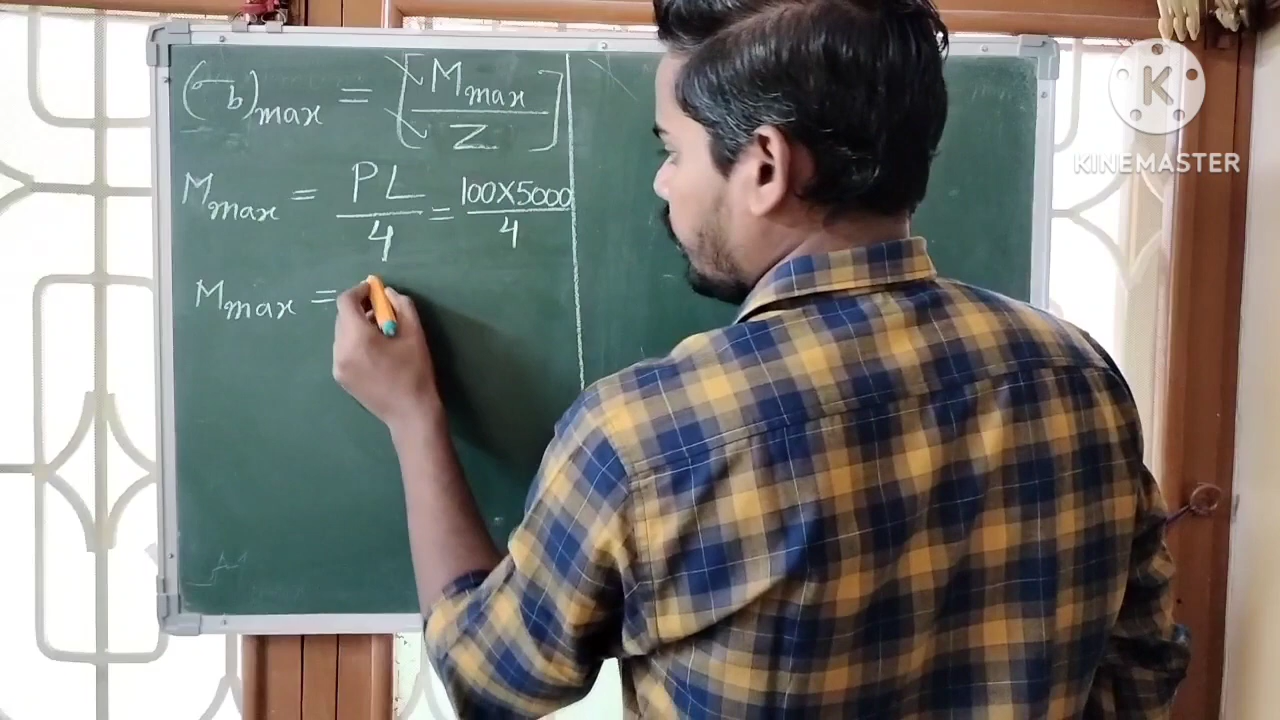 (σb)max = [Mmax / Z]
Mmax = PL/4 = 100X5000/4
Mmax =
K
KINEMASTER